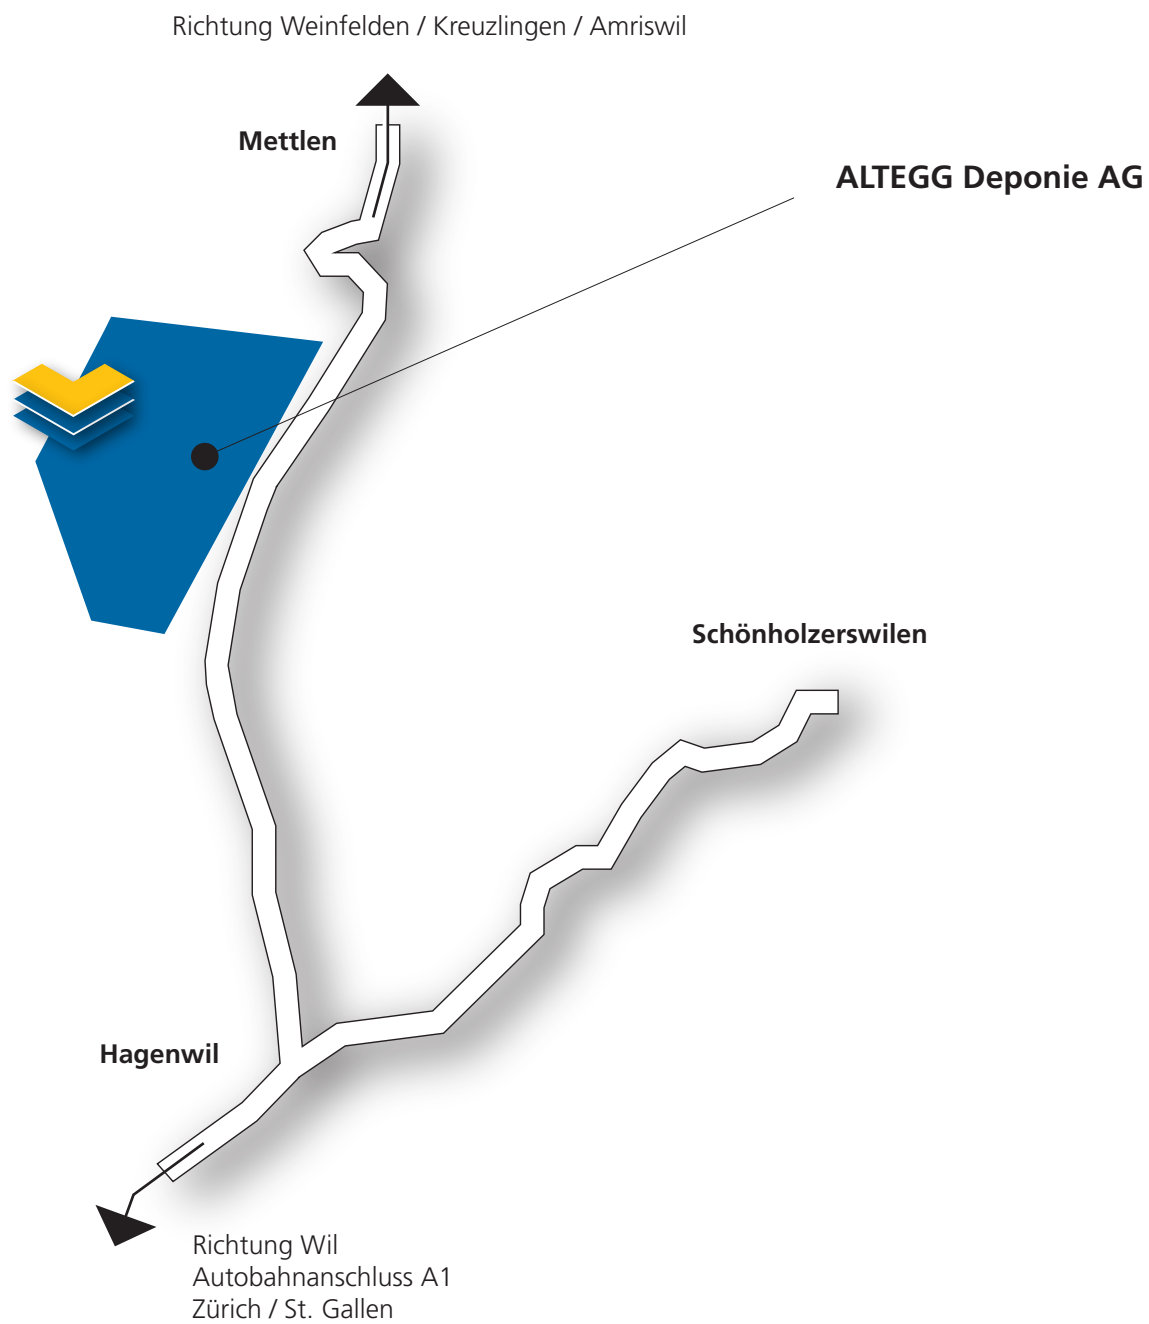 Richtung Weinfelden / Kreuzlingen / Amriswil
Mettlen
ALTEGG Deponie AG
Schönholzerswilen
Hagenwil
Richtung Wil
Autobahnanschluss A1
Zürich / St. Gallen